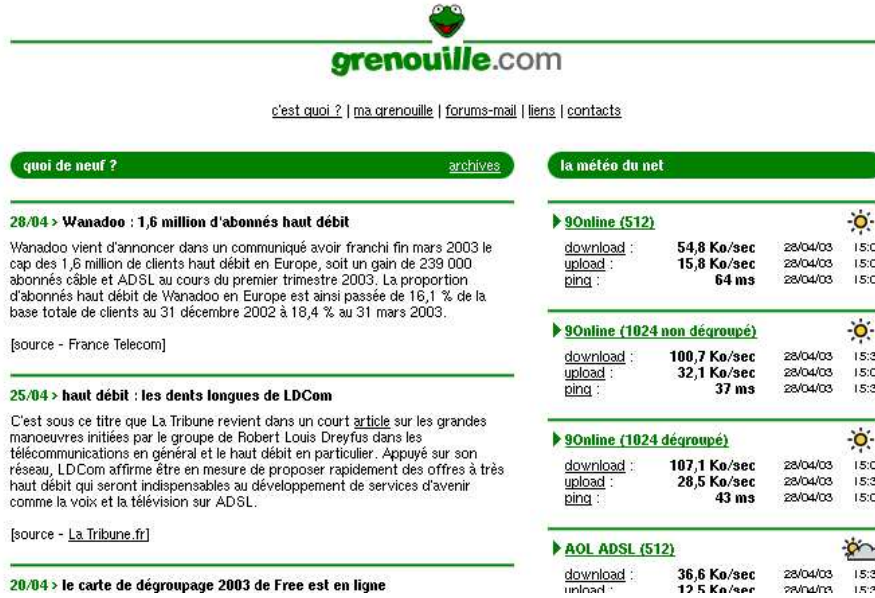 grenouille.com
c'est quoi ? | ma grenouille | forums-mail | liens | contacts
quoi de neuf ? archives
28/04 > Wanadoo : 1,6 million d'abonnés haut débit
Wanadoo vient d'annoncer dans un communiqué avoir franchi fin mars 2003 le
cap des 1,6 million de clients haut débit en Europe, soit un gain de 239 000
abonnés câble et ADSL au cours du premier trimestre 2003. La proportion
d'abonnés haut débit de Wanadoo en Europe est ainsi passée de 16,1 % de la
base totale de clients au 31 décembre 2002 à 18,4 % au 31 mars 2003.
[source - France Telecom]
25/04 > haut débit : les dents longues de LDCom
C'est sous ce titre que La Tribune revient dans un court article sur les grandes
manoeuvres initiées par le groupe de Robert Louis Dreyfus dans les
télécommunications en général et le haut débit en particulier. Appuyé sur son
réseau, LDCom affirme être en mesure de proposer rapidement des offres à très
haut débit qui seront indispensables au développement de services d'avenir
comme la voix et la télévision sur ADSL.
[source - La Tribune.fr]
20/04 > le carte de dégroupage 2003 de Free est en ligne
la météo du net
9Online (512)
download : 54,8 Ko/sec 28/04/03
upload : 15,8 Ko/sec 28/04/03
ping : 64 ms 28/04/03
9Online (1024 non dégroupé)
download : 100,7 Ko/sec 28/04/03
upload : 32,1 Ko/sec 28/04/03
ping : 37 ms 28/04/03
9Online (1024 dégroupé)
download : 107,1 Ko/sec 28/04/03
upload : 28,5 Ko/sec 28/04/03
ping : 43 ms 28/04/03
AOL ADSL (512)
download : 36,6 Ko/sec 28/04/03
upload : 12,5 Ko/sec 28/04/03